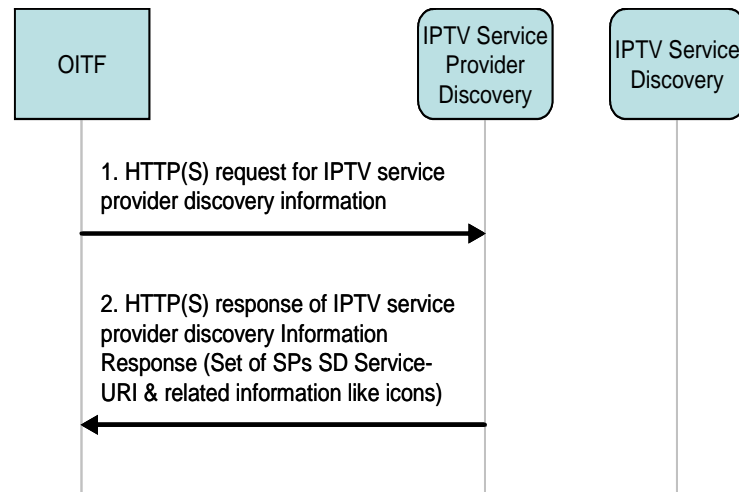 OITF
IPTV Service
Provider
Discovery
IPTV Service
Discovery
1. HTTP(S) request for IPTV service
provider discovery information
2. HTTP(S) response of IPTV service
provider discovery Information
Response (Set of SPs SD Service-
URI & related information like icons)